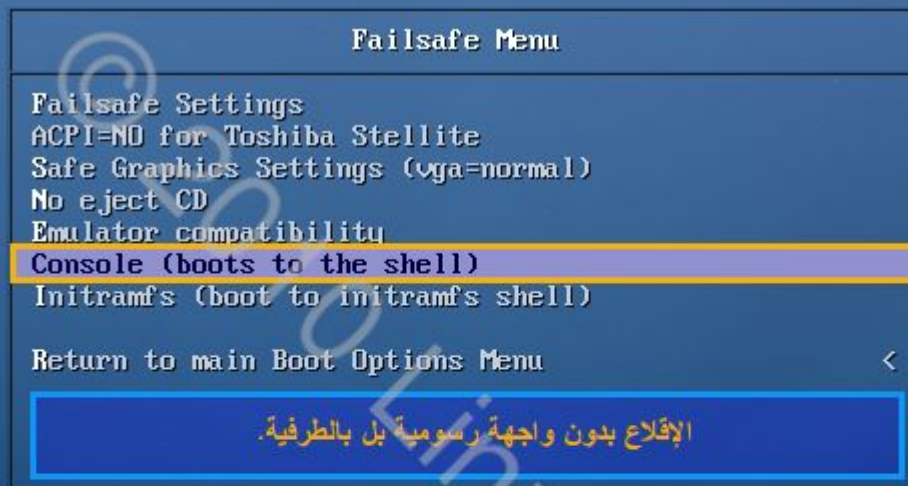 Failsafe Menu
Failsafe Settings
ACPI=NO for Toshiba Stellite
Safe Graphics Settings (vga=normal)
No eject CD
Emulator compatibility
Console (boots to the shell)
Initramfs (boot to initramfs shell)
Return to main Boot Options Menu <
الإقلاع بدون واجهة رسومية بل بالطرفية.
© 2010 Lin